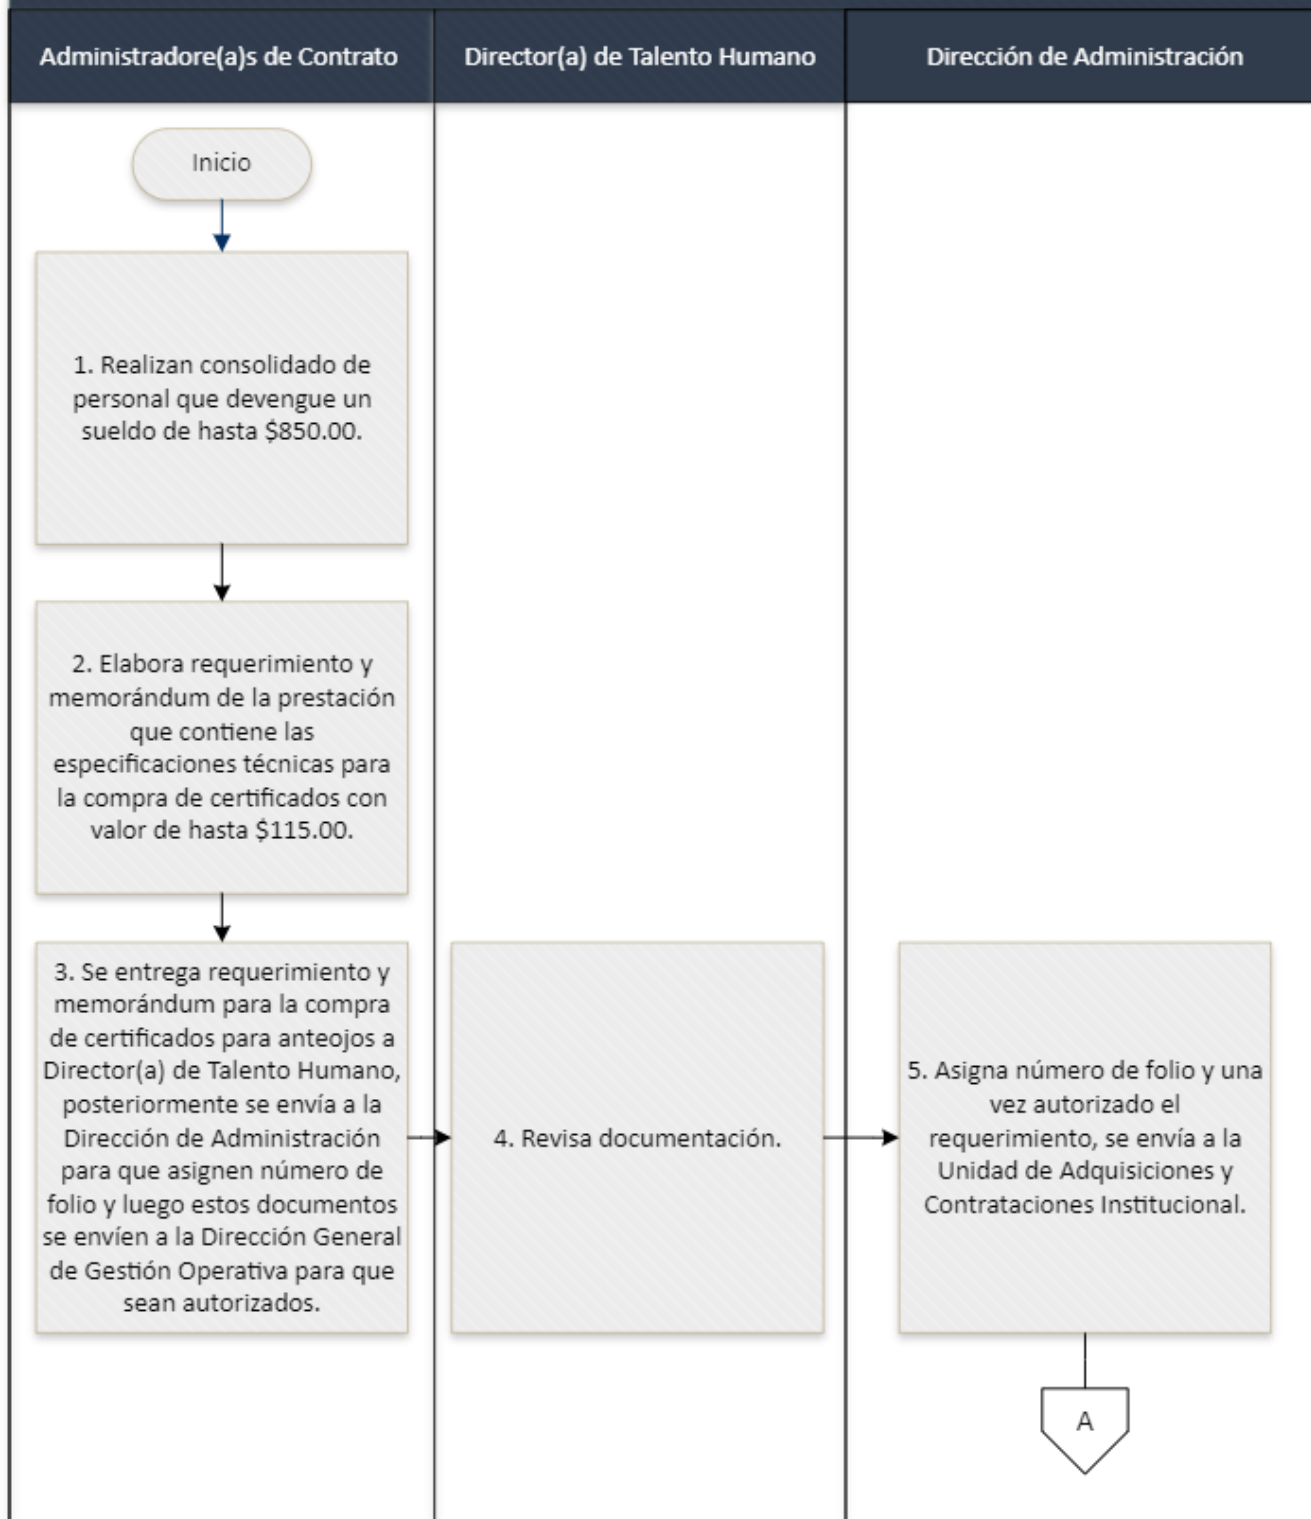 Administradore(a)s de Contrato
Director(a) de Talento Humano
Dirección de Administración
Inicio
1. Realizan consolidado de
personal que devengue un
sueldo de hasta $850.00.
2. Elabora requerimiento y
memorándum de la prestación
que contiene las
especificaciones técnicas para
la compra de certificados con
valor de hasta $115.00.
3. Se entrega requerimiento y
memorándum para la compra
de certificados para anteojos a
Director(a) de Talento Humano,
posteriormente se envía a la
Dirección de Administración
para que asignen número de
folio y luego estos documentos
se envíen a la Dirección General
de Gestión Operativa para que
sean autorizados.
4. Revisa documentación.
5. Asigna número de folio y una
vez autorizado el
requerimiento, se envía a la
Unidad de Adquisiciones y
Contrataciones Institucional.
A